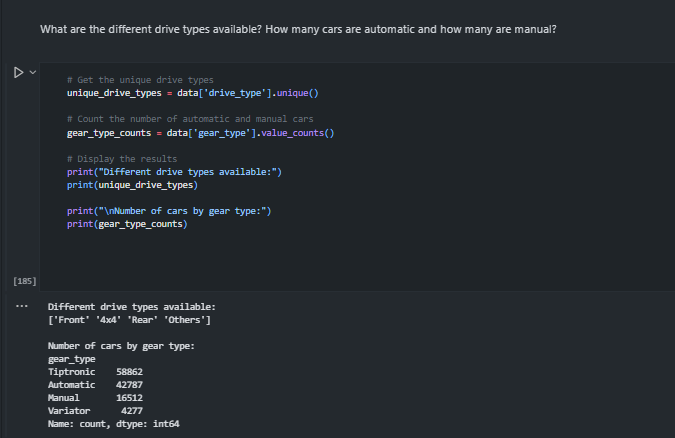 What are the different drive types available? How many cars are automatic and how many are manual?
# Get the unique drive types
unique_drive_types = data['drive_type'].unique()
# Count the number of automatic and manual cars
gear_type_counts = data['gear_type'].value_counts()
# Display the results
print("Different drive types available:")
print(unique_drive_types)
print("\nNumber of cars by gear type:")
print(gear_type_counts)
[185]
... Different drive types available:
['Front' '4x4' 'Rear' 'Others']
Number of cars by gear type:
gear_type
Tiptronic    58862
Automatic    42787
Manual       16512
Variator      4277
Name: count, dtype: int64